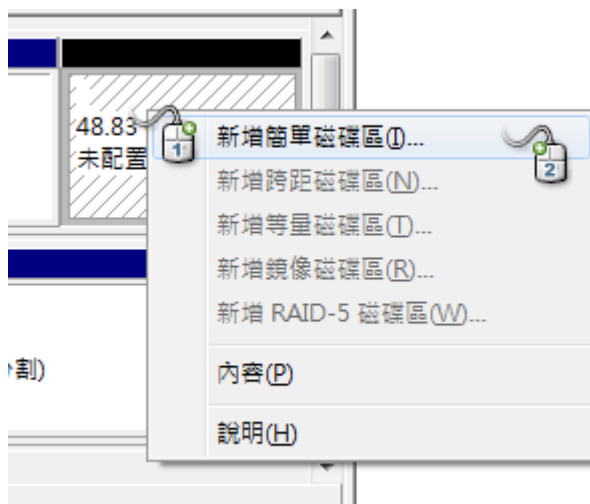 48.83
未配置
1
新增簡單磁碟區(I)...
2
新增跨距磁碟區(N)...
新增等量磁碟區(T)...
新增鏡像磁碟區(R)...
新增 RAID-5 磁碟區(W)...
割)
內容(P)
說明(H)